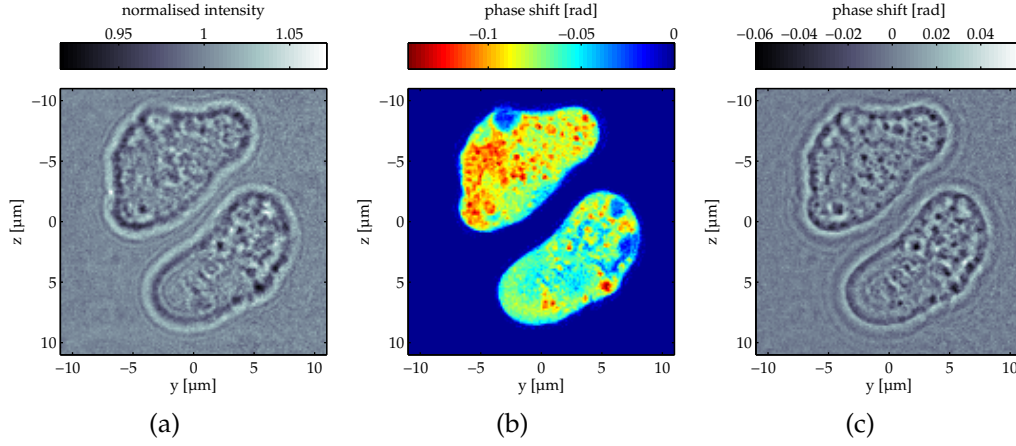 normalised intensity
0.95 1 1.05
−10
−5
0
5
10
z [µm]
−10 −5 0 5 10
y [µm]
(a)
phase shift [rad]
−0.1 −0.05 0
−10
−5
0
5
10
z [µm]
−10 −5 0 5 10
y [µm]
(b)
phase shift [rad]
−0.06 −0.04 −0.02 0 0.02 0.04
−10
−5
0
5
10
z [µm]
−10 −5 0 5 10
y [µm]
(c)